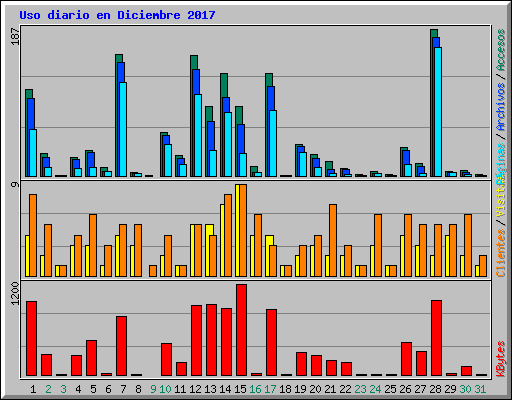 Uso diario en Diciembre 2017
187
9
1200
Clientes / Visitas
Páginas / Archivos / Accesos
KBytes
1 2 3 4 5 6 7 8 9 10 11 12 13 14 15 16 17 18 19 20 21 22 23 24 25 26 27 28 29 30 31